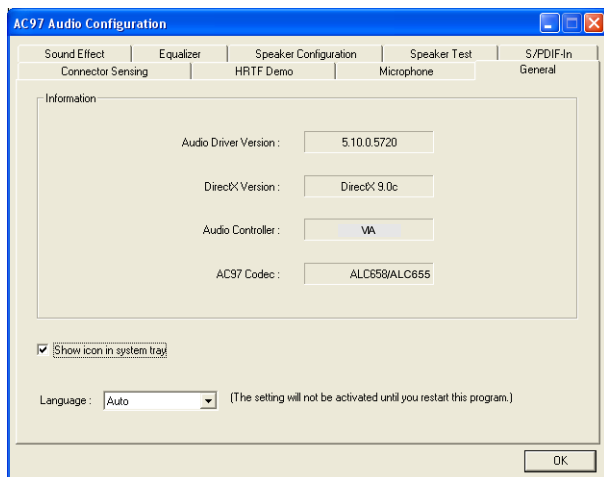 AC97 Audio Configuration
Sound Effect Equalizer Speaker Configuration Speaker Test S/PDIF-In
Connector Sensing HRTF Demo Microphone General
Information
Audio Driver Version : 5.10.0.5720
DirectX Version : DirectX 9.0c
Audio Controller : VIA
AC97 Codec : ALC658/ALC655
Show icon in system tray
Language : Auto (The setting will not be activated until you restart this program.)
OK